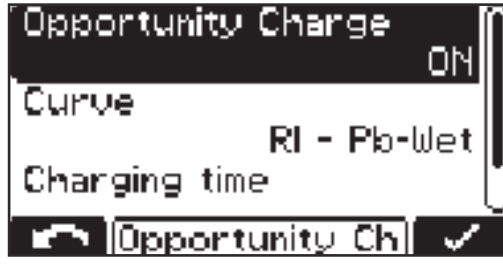 Opportunity Charge
ON
Curve
RI - Pb-Wet
Charging time
Opportunity Ch